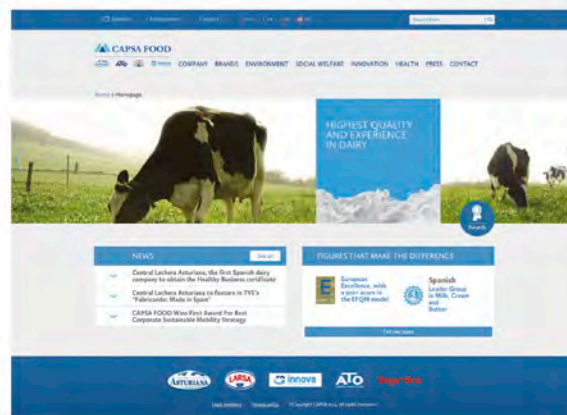 CAPSA FOOD
ATO innova COMPANY BRANDS ENVIRONMENT SOCIAL WELFARE INNOVATION HEALTH PRESS CONTACT
Homepage
HIGHEST QUALITY
AND EXPERIENCE
IN DAIRY
Awards
NEWS
See all
Central Lechera Asturiana, the first Spanish dairy
company to obtain the Healthy Business certificate
Central Lechera Asturiana to feature in TVE's
"Fabricando: Made in Spain"
CAPSA FOOD Wins First Award For Best
Corporate Sustainable Mobility Strategy
FIGURES THAT MAKE THE DIFFERENCE
European
Excellence, with
a 500+ score in
the EFQM model
Spanish
Leader Group
in Milk, Cream
and
Butter
ASTURIANA LARSA innova ATO
Privacy policy